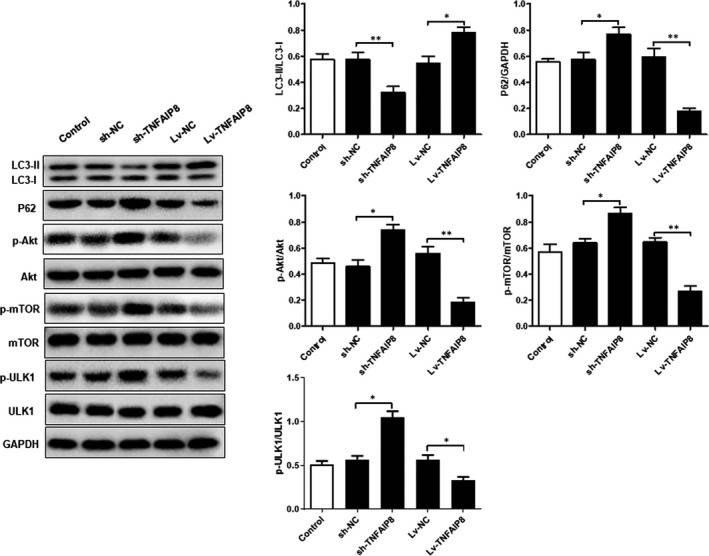 Control
sh-NC
sh-TNFAIP8
Lv-NC
Lv-TNFAIP8
LC3-II
LC3-I
P62
p-Akt
Akt
p-mTOR
mTOR
p-ULK1
ULK1
GAPDH
LC3-II/LC3-I
1.0
0.8
0.6
0.4
0.2
0.0
**
*
Control
sh-NC
sh-TNFAIP8
Lv-NC
Lv-TNFAIP8
P62/GAPDH
1.0
0.8
0.6
0.4
0.2
0.0
*
**
Control
sh-NC
sh-TNFAIP8
Lv-NC
Lv-TNFAIP8
p-Akt/Akt
1.0
0.8
0.6
0.4
0.2
0.0
*
**
Control
sh-NC
sh-TNFAIP8
Lv-NC
Lv-TNFAIP8
p-mTOR/mTOR
1.0
0.8
0.6
0.4
0.2
0.0
*
**
Control
sh-NC
sh-TNFAIP8
Lv-NC
Lv-TNFAIP8
p-ULK1/ULK1
1.5
1.0
0.5
0.0
*
*
Control
sh-NC
sh-TNFAIP8
Lv-NC
Lv-TNFAIP8